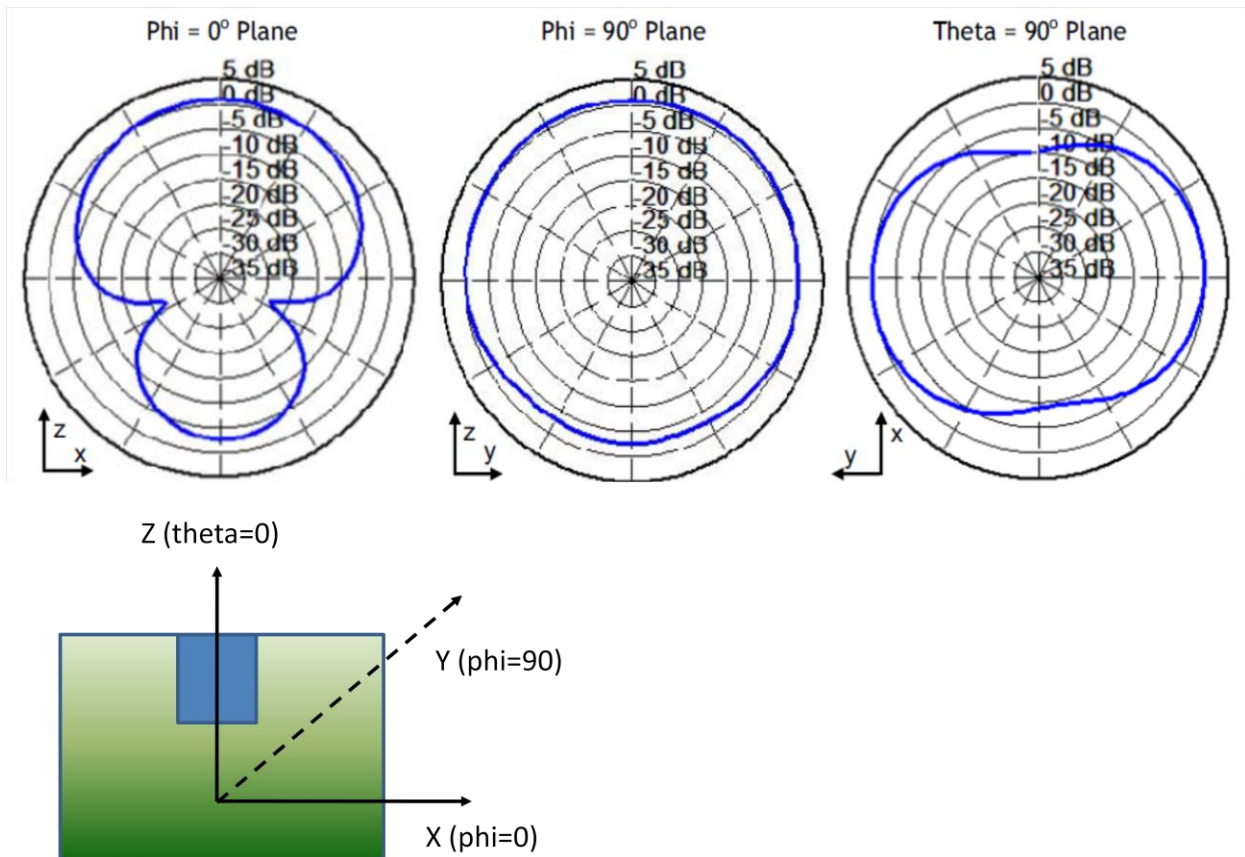 Phi = 0° Plane
5 dB
0 dB
-5 dB
-10 dB
-15 dB
-20 dB
-25 dB
-30 dB
-35 dB
z
x
Phi = 90° Plane
5 dB
0 dB
-5 dB
-10 dB
-15 dB
-20 dB
-25 dB
-30 dB
-35 dB
z
y
Theta = 90° Plane
5 dB
0 dB
-5 dB
-10 dB
-15 dB
-20 dB
-25 dB
-30 dB
-35 dB
x
y
Z (theta=0)
Y (phi=90)
X (phi=0)